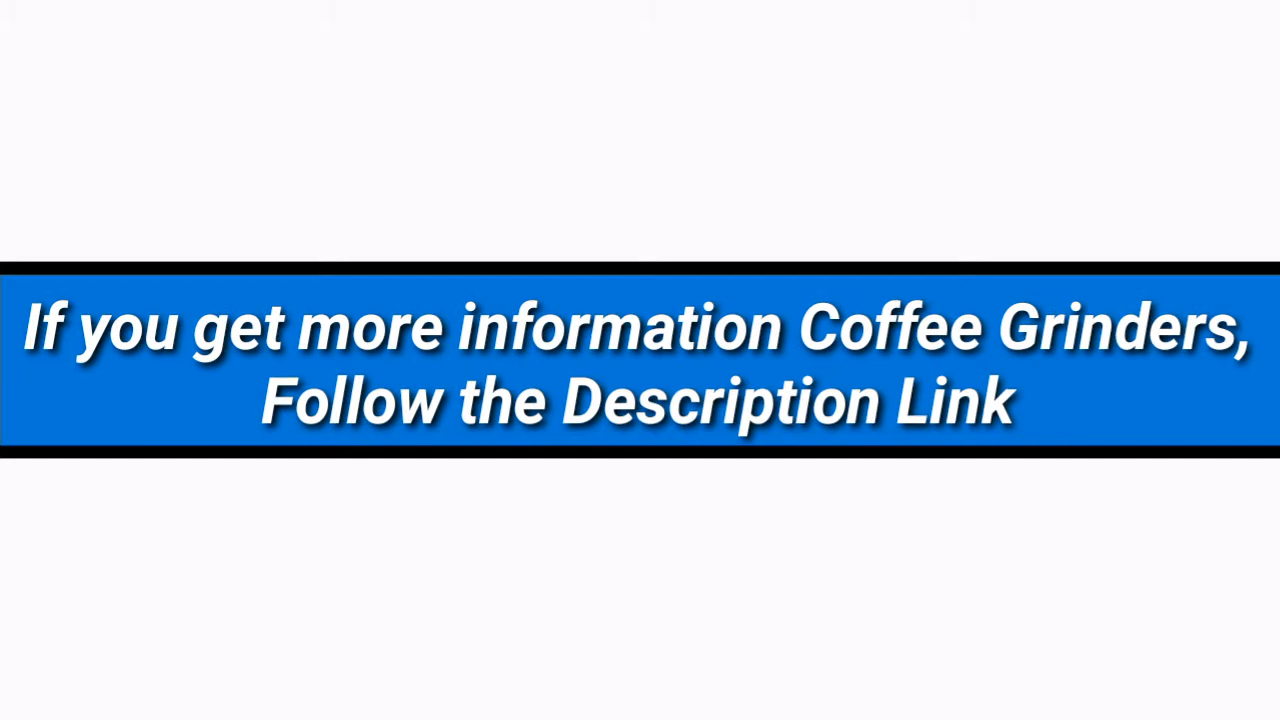 If you get more information Coffee Grinders,
Follow the Description Link